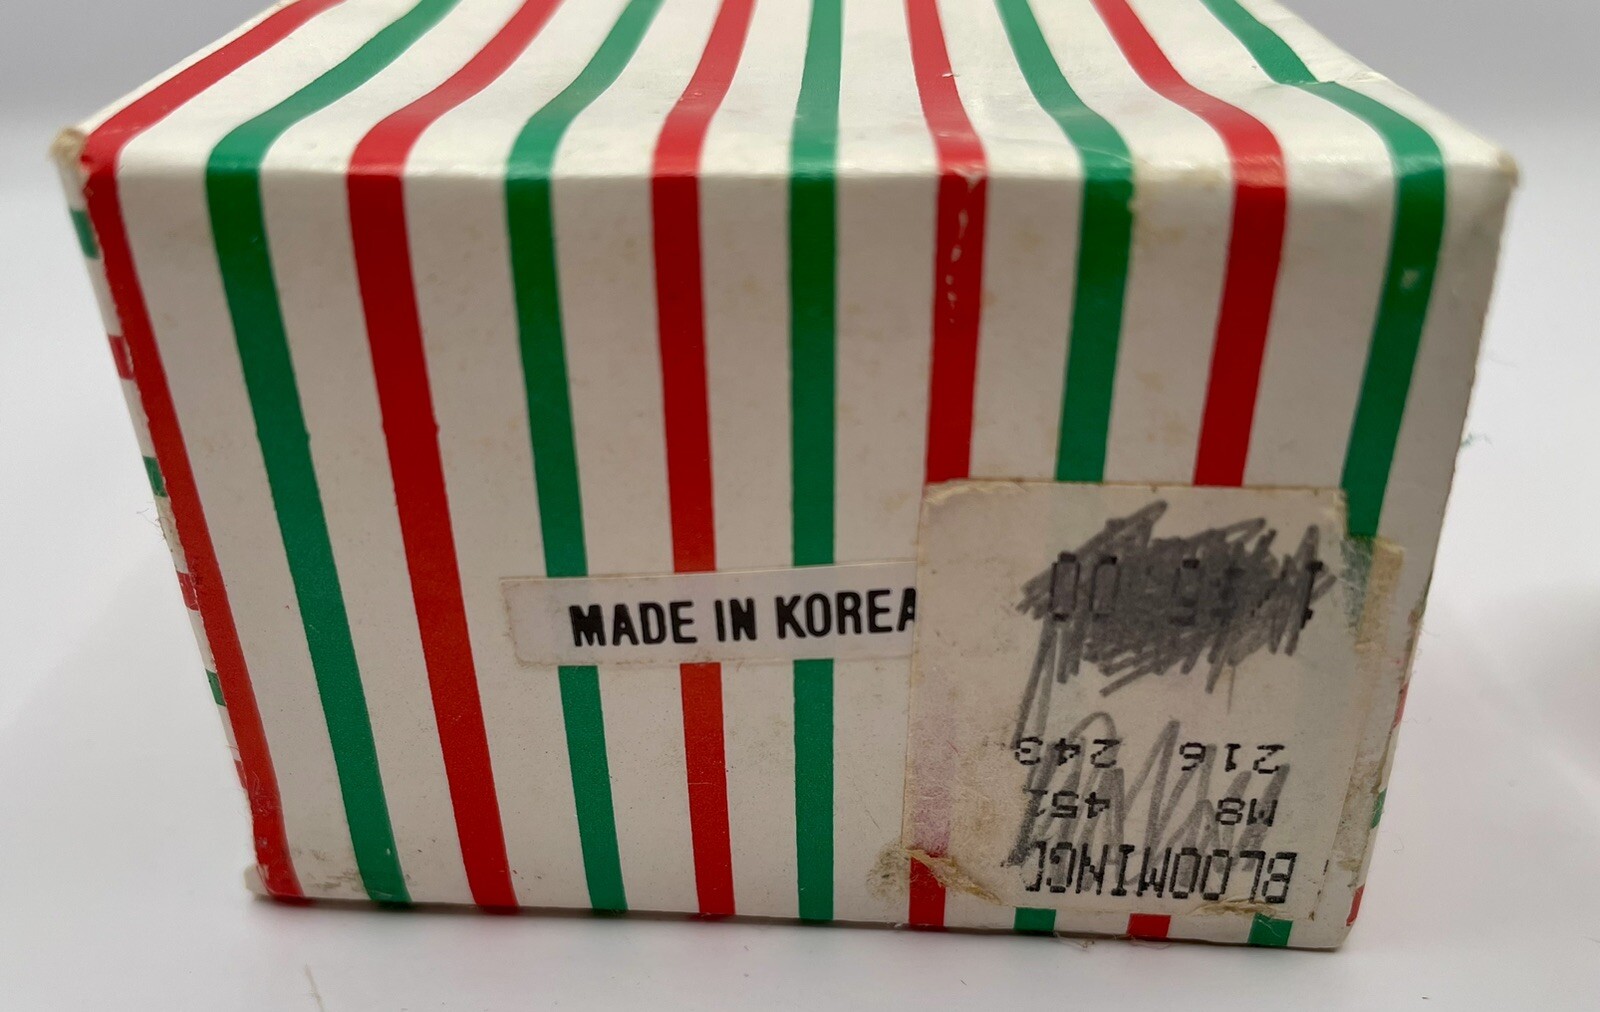 MADE IN KOREA
BLOOMINGD
M8 451
216 243